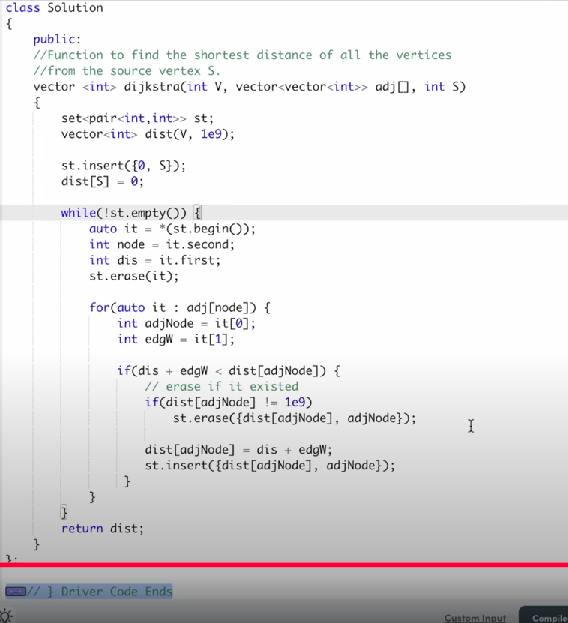 class Solution
{
    public:
    //Function to find the shortest distance of all the vertices
    //from the source vertex S.
    vector <int> dijkstra(int V, vector<vector<int>> adj[], int S)
    {
        set<pair<int,int>> st;
        vector<int> dist(V, 1e9);

        st.insert({0, S});
        dist[S] = 0;

        while(!st.empty()) {
            auto it = *(st.begin());
            int node = it.second;
            int dis = it.first;
            st.erase(it);

            for(auto it : adj[node]) {
                int adjNode = it[0];
                int edgW = it[1];

                if(dis + edgW < dist[adjNode]) {
                    // erase if it existed
                    if(dist[adjNode] != 1e9)
                        st.erase({dist[adjNode], adjNode});

                    dist[adjNode] = dis + edgW;
                    st.insert({dist[adjNode], adjNode});
                }
            }
        }
        return dist;
    }
};
// } Driver Code Ends
Custom Input
Compile